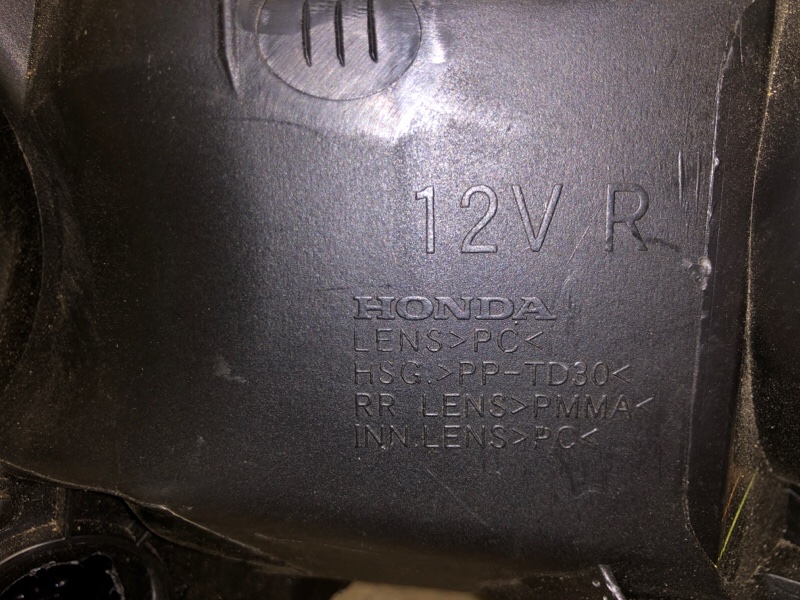 12V R
HONDA
LENS>PC<
HSG.>PP-TD30<
RR LENS>PMMA<
INN.LENS>PC<